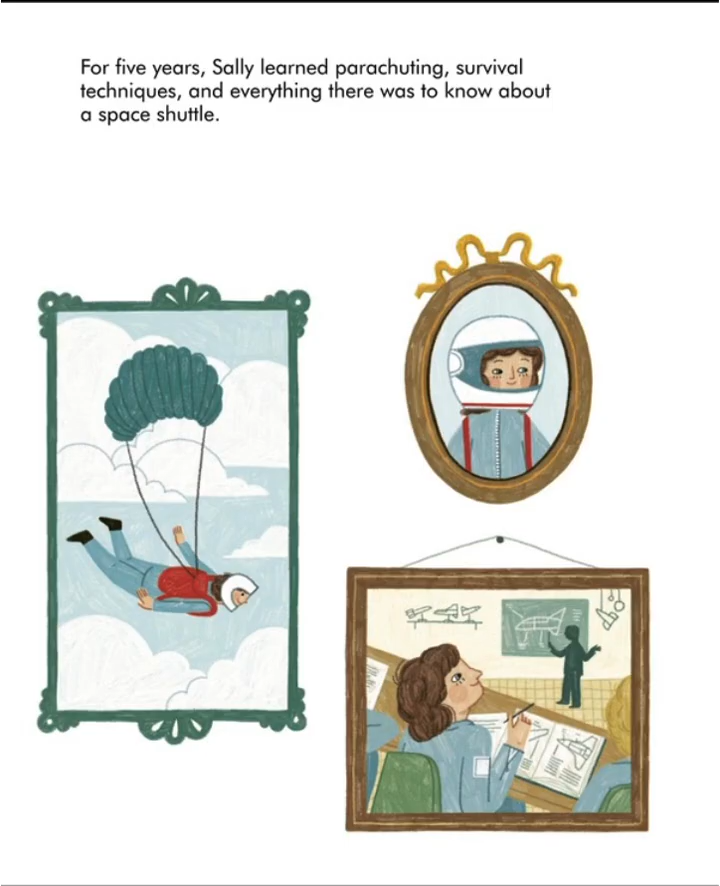 For five years, Sally learned parachuting, survival
techniques, and everything there was to know about
a space shuttle.